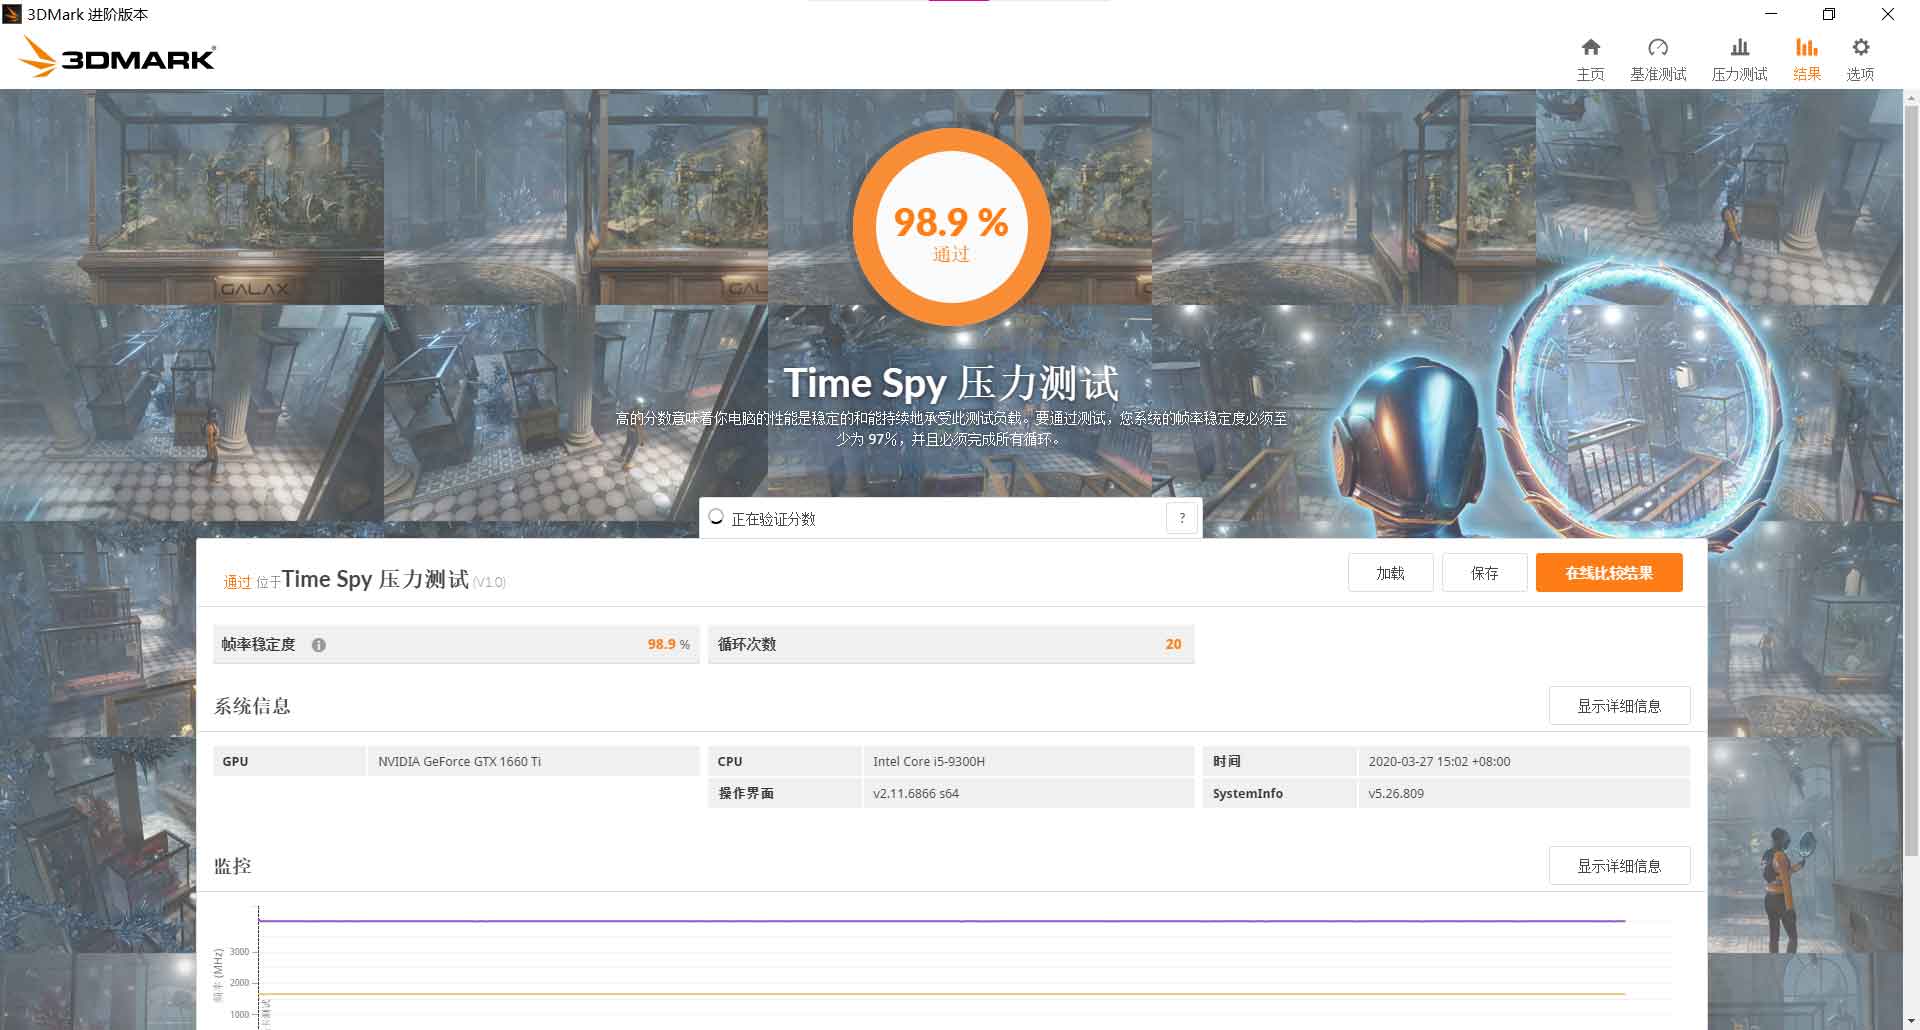 3DMark 进阶版本
3DMARK
主页
基准测试
压力测试
结果
选项
GALAX
GAL
98.9 %
通过
Time Spy 压力测试
高的分数意味着你电脑的性能是稳定的和能持续地承受此测试负载。要通过测试，您系统的帧率稳定度必须至
少为 97%，并且必须完成所有循环。
正在验证分数
?
通过 位于Time Spy 压力测试 (V1.0)
加载
保存
在线比较结果
帧率稳定度
98.9 %
循环次数
20
系统信息
显示详细信息
GPU
NVIDIA GeForce GTX 1660 Ti
CPU
Intel Core i5-9300H
时间
2020-03-27 15:02 +08:00
操作界面
v2.11.6866 s64
SystemInfo
v5.26.809
监控
显示详细信息
频率 (MHz)
3000
2000
1000
卡测试